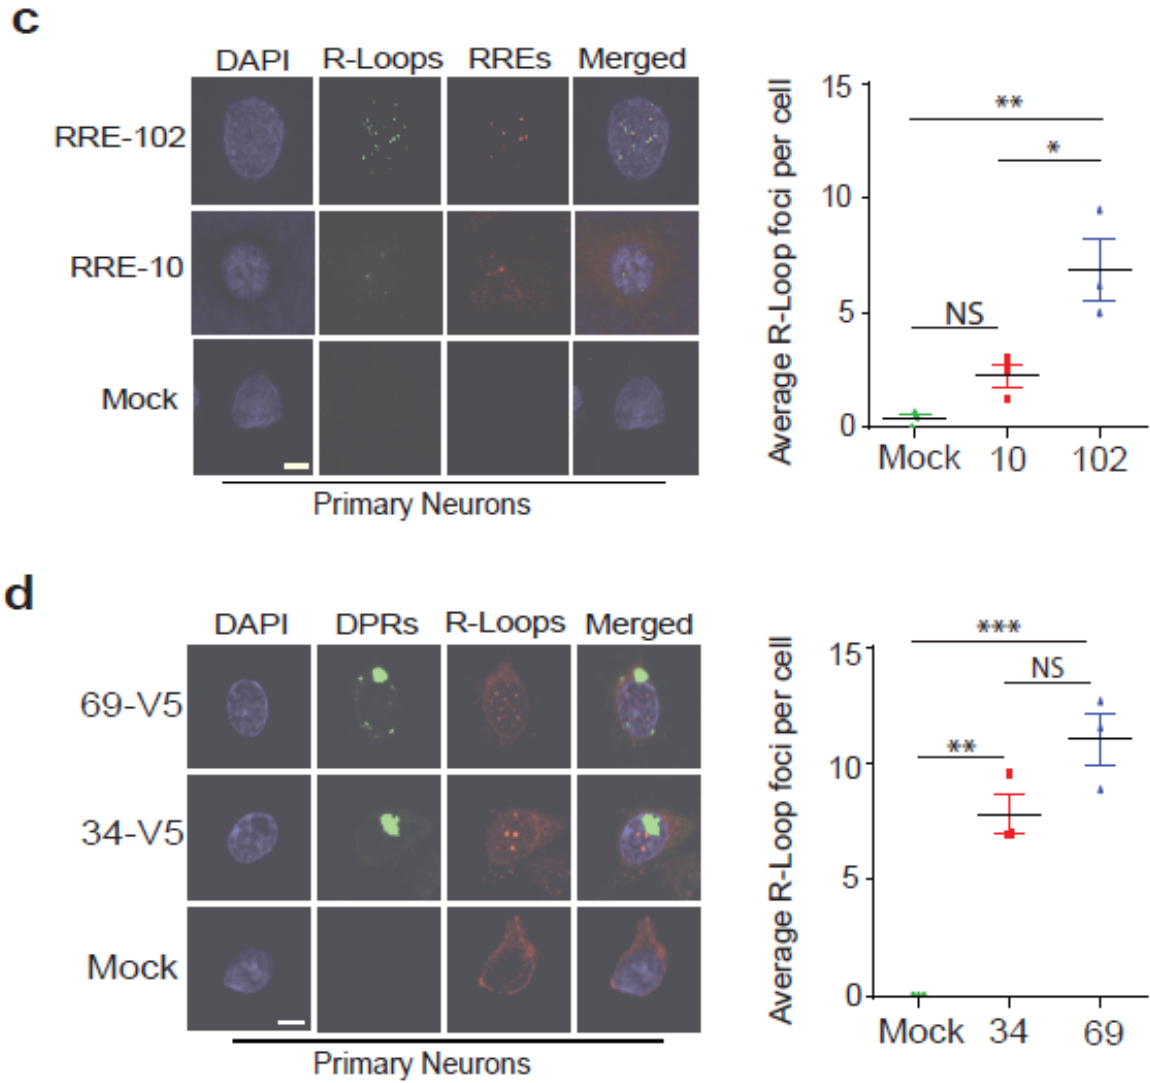 c
DAPI R-Loops RREs Merged
RRE-102
RRE-10
Mock
Primary Neurons
Average R-Loop foci per cell
15
10
5
0
**
*
NS
Mock 10 102
d
DAPI DPRs R-Loops Merged
69-V5
34-V5
Mock
Primary Neurons
Average R-Loop foci per cell
15
10
5
0
***
NS
**
Mock 34 69